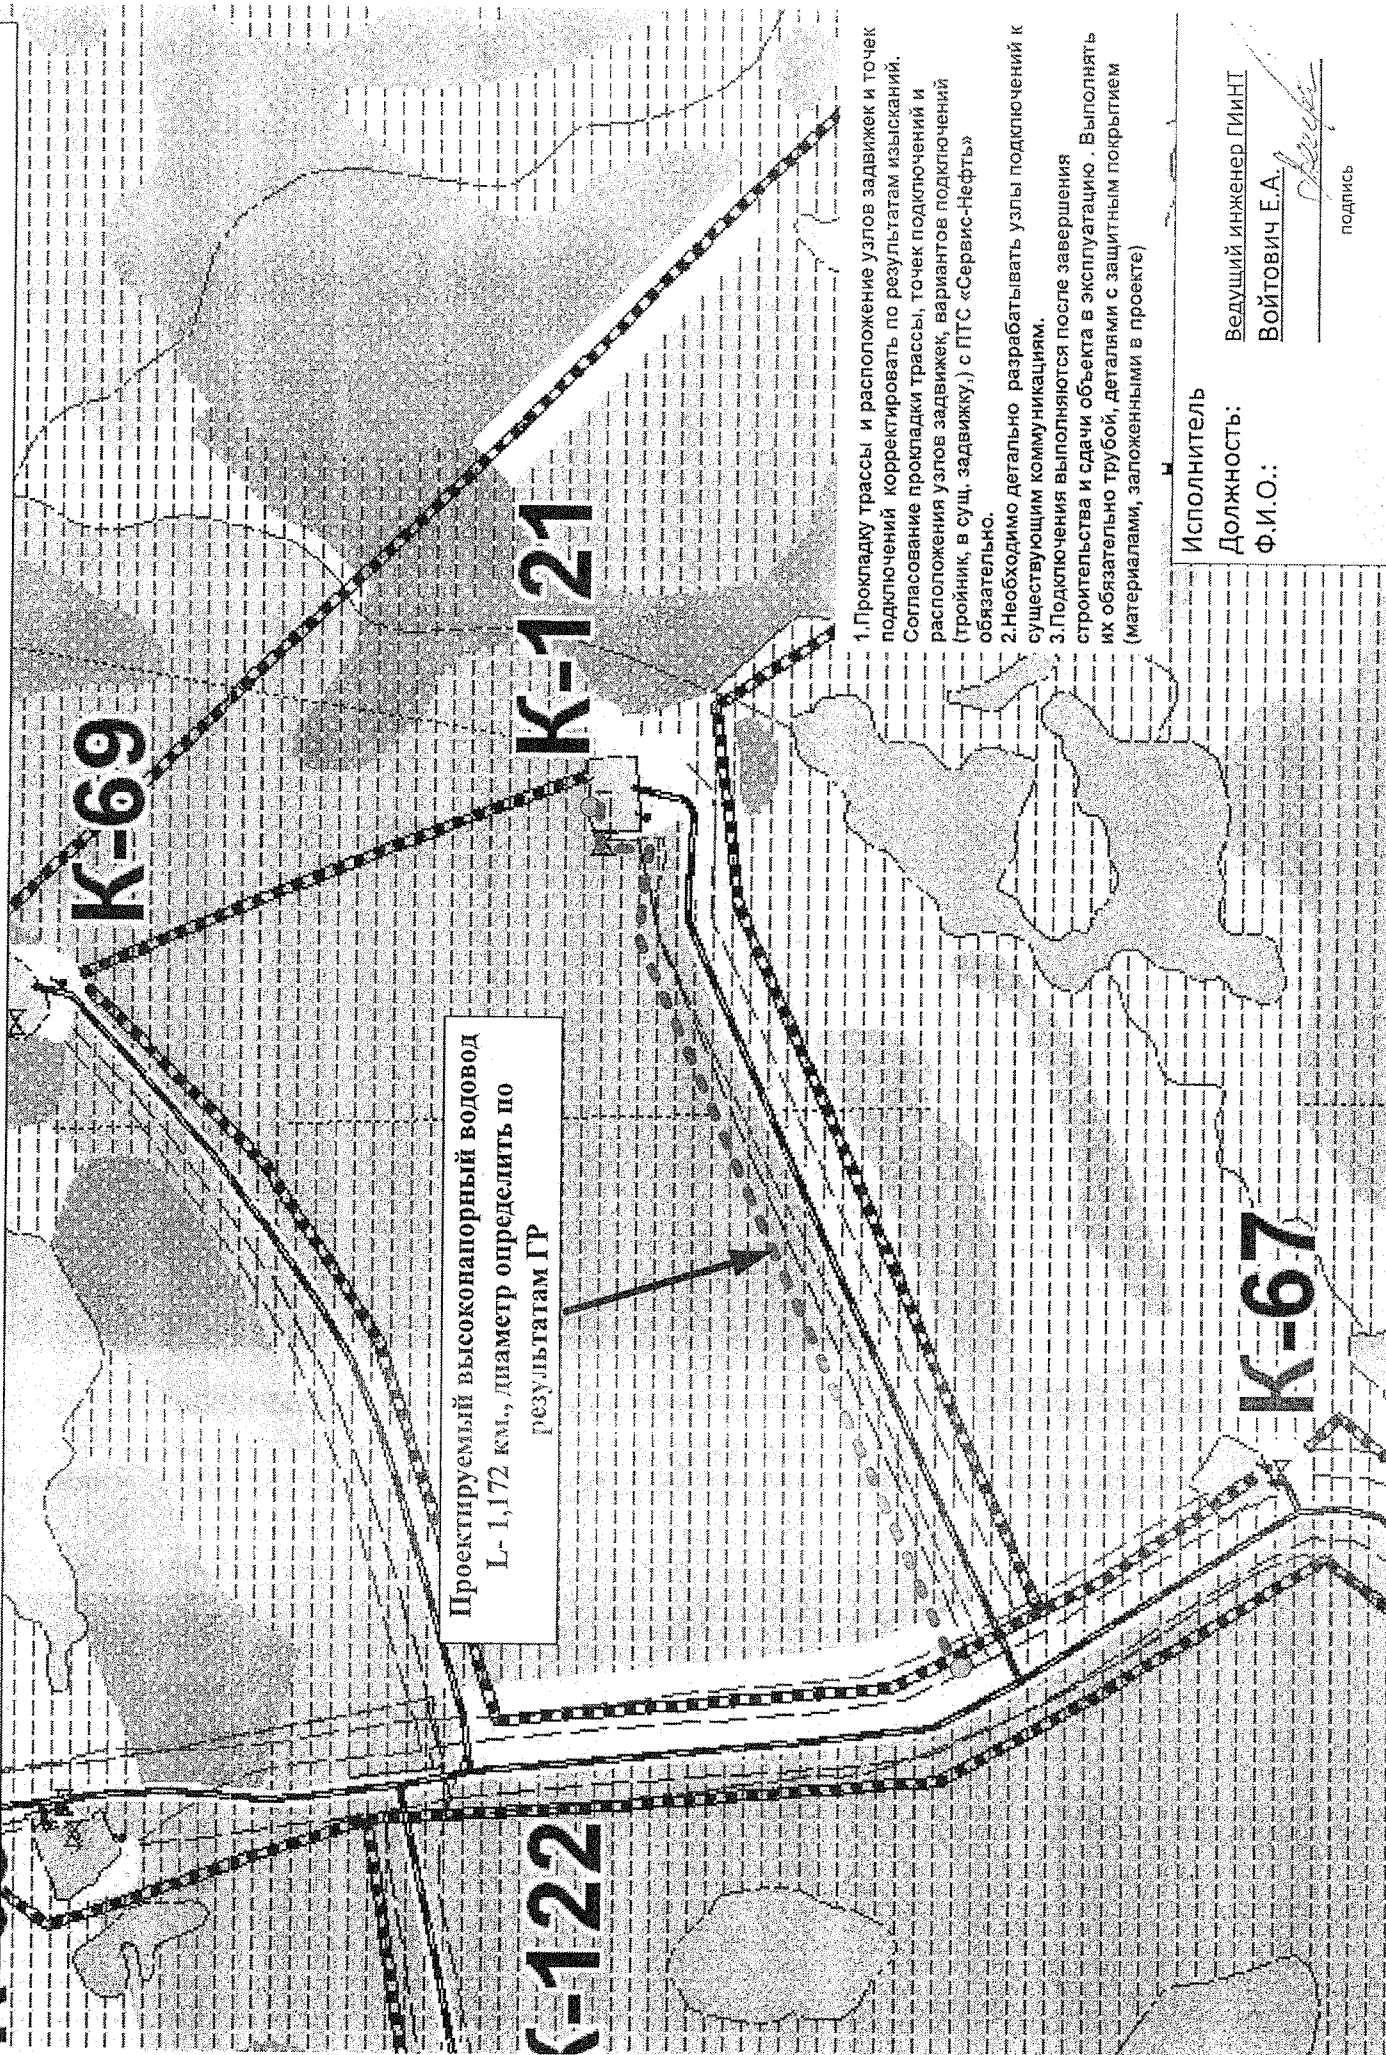 К-69
К-121
Проектируемый высоконапорный водовод
L- 1,172 км., диаметр определить по
результатам ГР
К-67
К-122
1.Прокладку трассы и расположение узлов задвижек и точек
подключений корректировать по результатам изысканий.
Согласование прокладки трассы, точек подключений и
расположения узлов задвижек, вариантов подключений
(тройник, в сущ. задвижку.) с ПТС «Сервис-Нефть»
обязательно.
2.Необходимо детально разрабатывать узлы подключений к
существующим коммуникациям.
3.Подключения выполняются после завершения
строительства и сдачи объекта в эксплуатацию . Выполнять
их обязательно трубой, деталями с защитным покрытием
(материалами, заложенными в проекте)
Исполнитель
Должность: Ведущий инженер ГИИНТ
Ф.И.О.: Войтович Е.А.
подпись